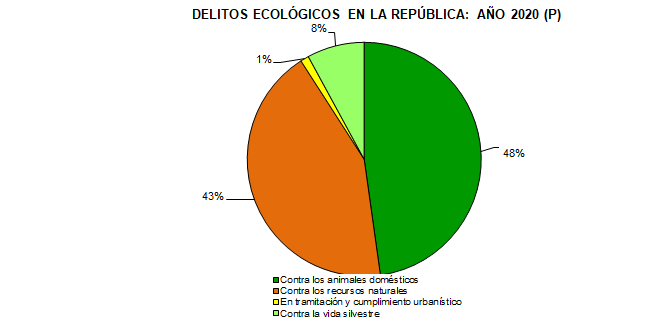 DELITOS ECOLÓGICOS EN LA REPÚBLICA: AÑO 2020 (P)
8%
1%
48%
43%
Contra los animales domésticos
Contra los recursos naturales
En tramitación y cumplimiento urbanístico
Contra la vida silvestre